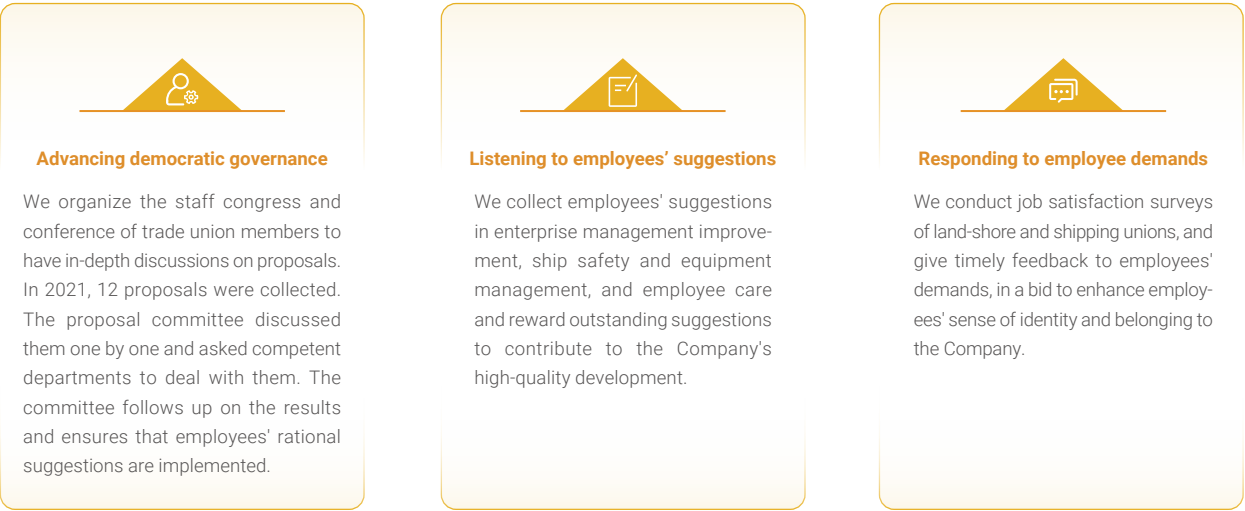 Advancing democratic governance
We organize the staff congress and
conference of trade union members to
have in-depth discussions on proposals.
In 2021, 12 proposals were collected.
The proposal committee discussed
them one by one and asked competent
departments to deal with them. The
committee follows up on the results
and ensures that employees' rational
suggestions are implemented.
Listening to employees’ suggestions
We collect employees' suggestions
in enterprise management improve-
ment, ship safety and equipment
management, and employee care
and reward outstanding suggestions
to contribute to the Company's
high-quality development.
Responding to employee demands
We conduct job satisfaction surveys
of land-shore and shipping unions, and
give timely feedback to employees'
demands, in a bid to enhance employ-
ees' sense of identity and belonging to
the Company.